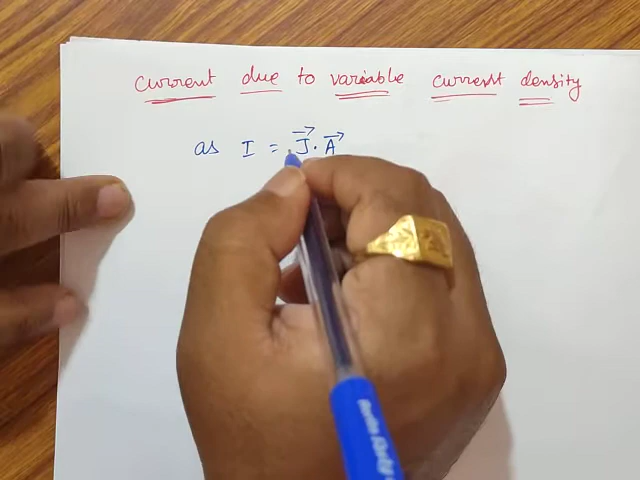 current due to variable current density
as I = J⃗ · A⃗